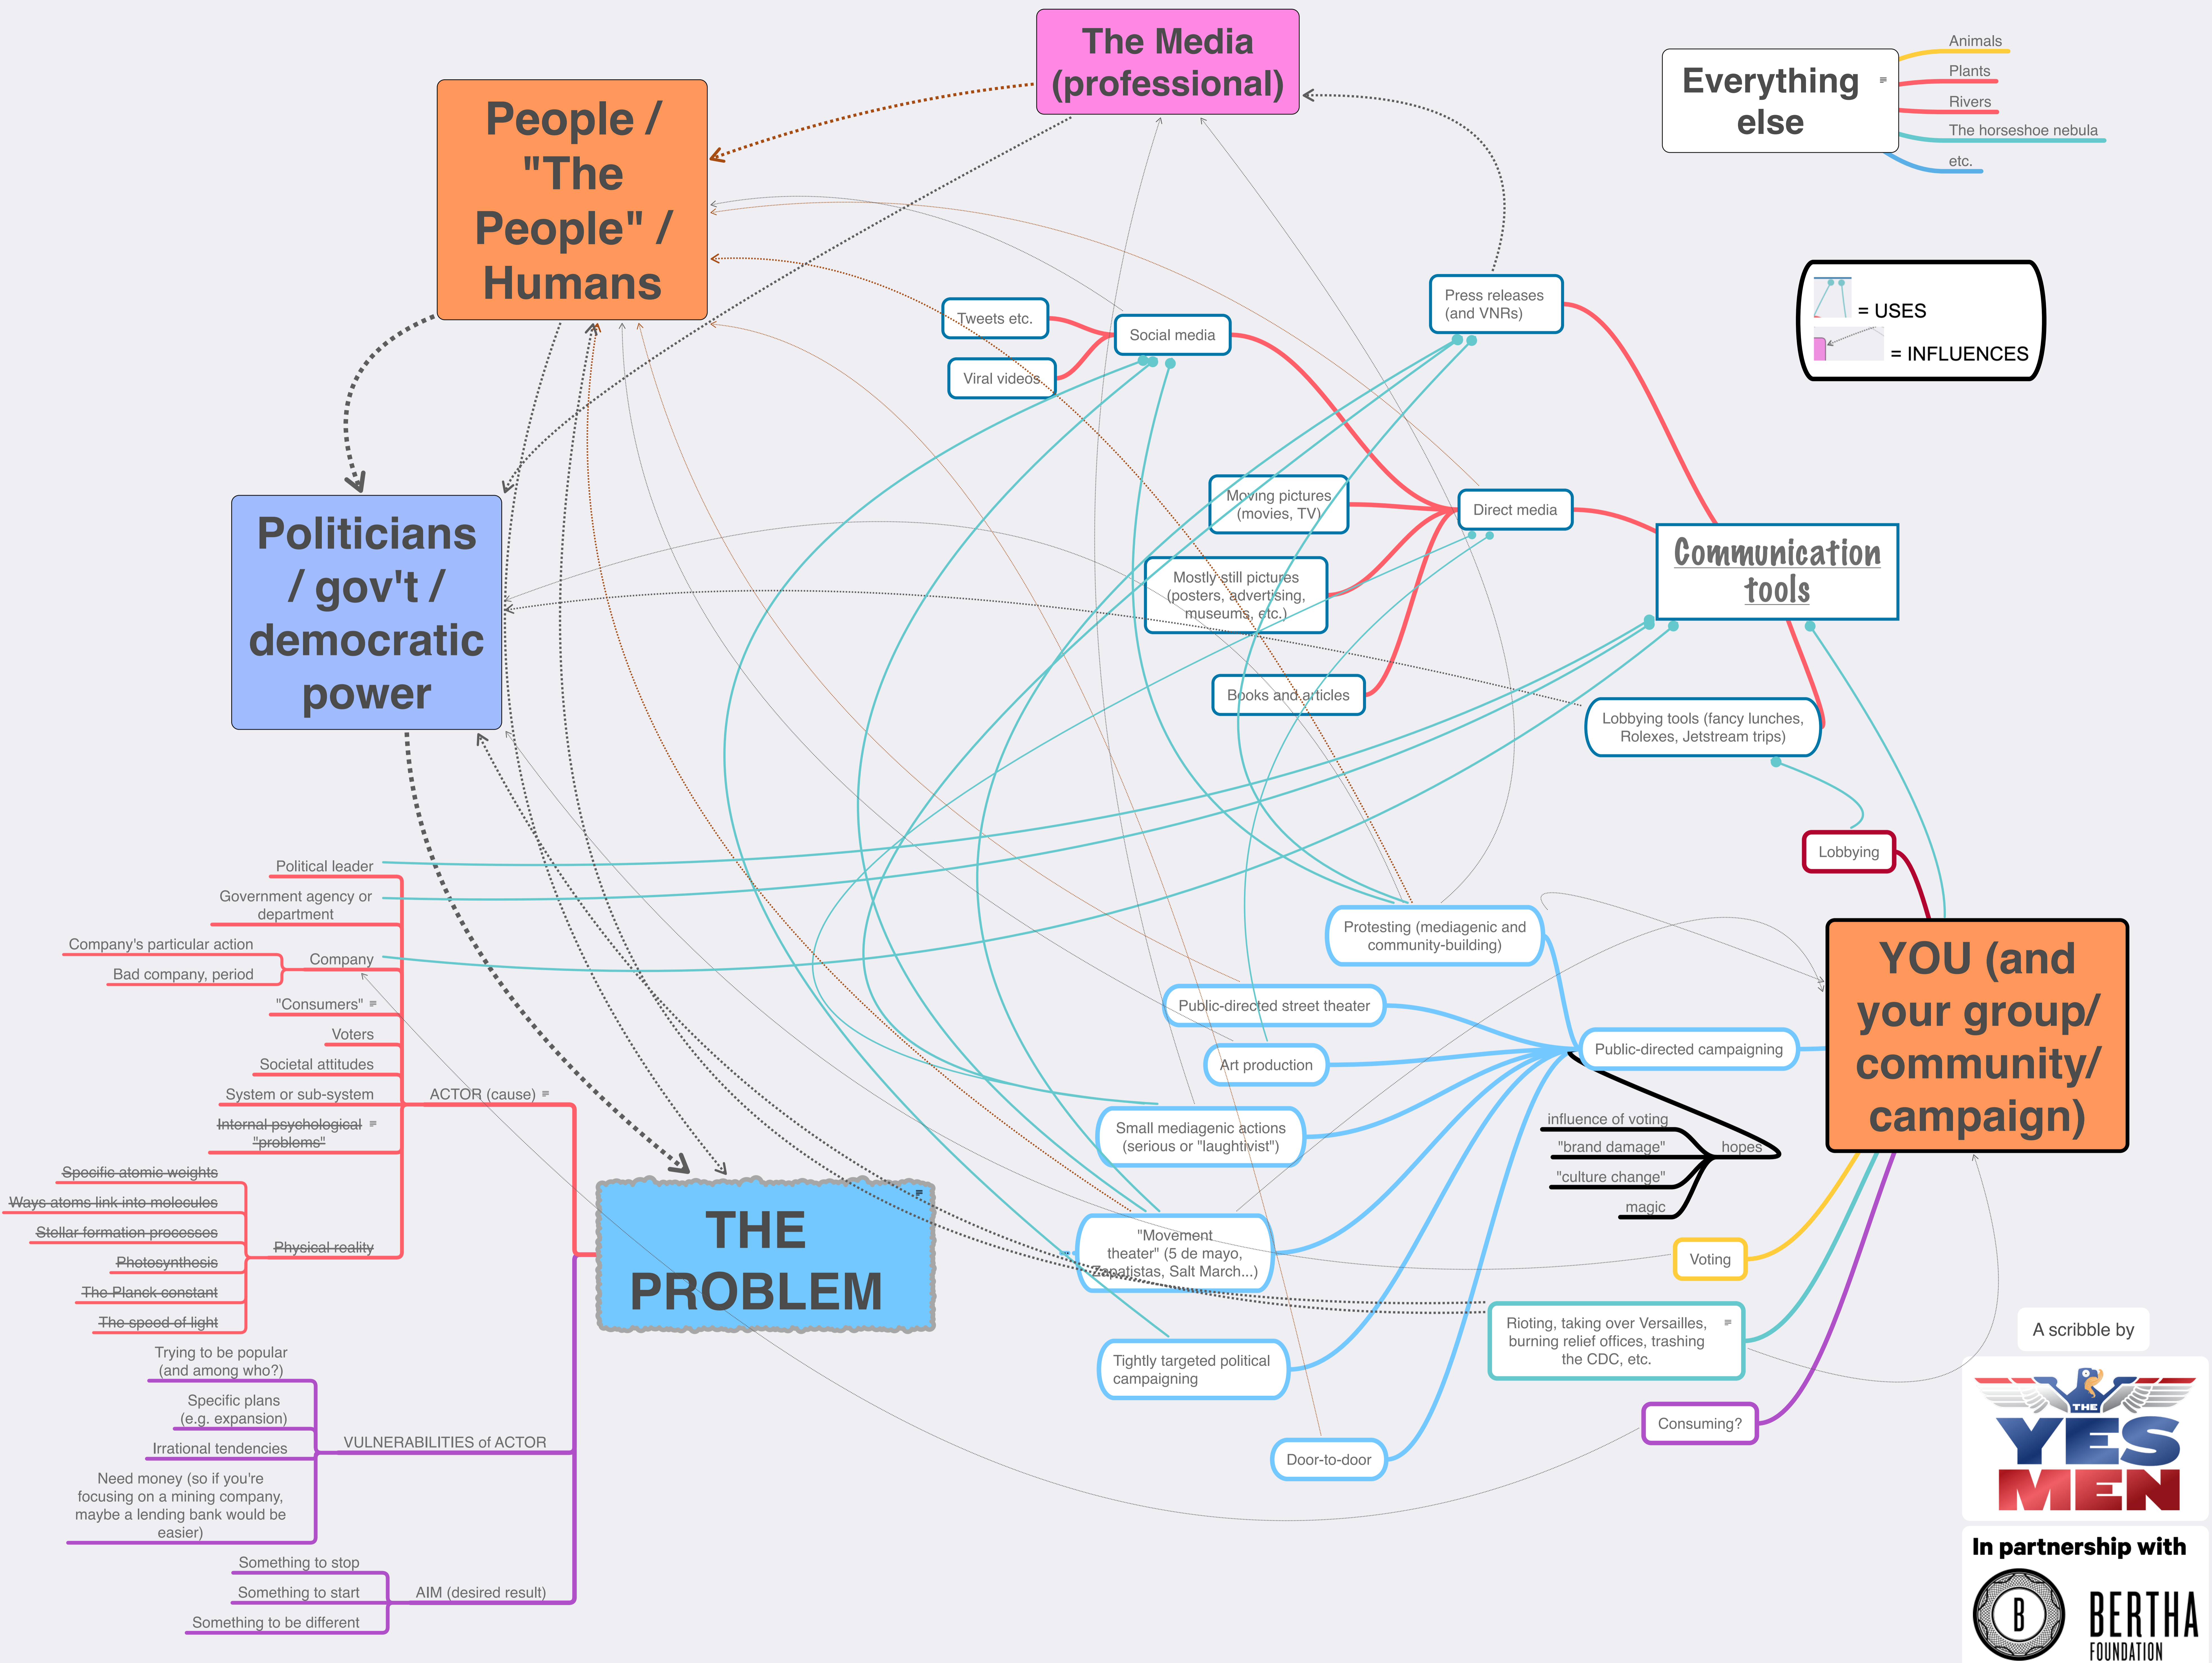 The Media
(professional)
Everything
else
Animals
Plants
Rivers
The horseshoe nebula
etc.
People /
"The
People" /
Humans
= USES
= INFLUENCES
Press releases
(and VNRs)
Tweets etc.
Social media
Viral videos
Moving pictures
(movies, TV)
Direct media
Mostly still pictures
(posters, advertising,
museums, etc.)
Books and articles
Communication
tools
Politicians
/ gov't /
democratic
power
Lobbying tools (fancy lunches,
Rolexes, Jetstream trips)
Lobbying
Political leader
Government agency or
department
Company's particular action
Company
Bad company, period
"Consumers"
Voters
Societal attitudes
System or sub-system
ACTOR (cause)
Internal psychological
"problems"
Specific atomic weights
Ways atoms link into molecules
Stellar formation processes
Physical reality
Photosynthesis
The Planck constant
The speed of light
Trying to be popular
(and among who?)
Specific plans
(e.g. expansion)
Irrational tendencies
VULNERABILITIES of ACTOR
Need money (so if you're
focusing on a mining company,
maybe a lending bank would be
easier)
Something to stop
Something to start
AIM (desired result)
Something to be different
THE
PROBLEM
Protesting (mediagenic and
community-building)
Public-directed street theater
Art production
Public-directed campaigning
Small mediagenic actions
(serious or "laughtivist")
influence of voting
"brand damage"
hopes
"culture change"
magic
"Movement
theater" (5 de mayo,
Zapatistas, Salt March...)
Tightly targeted political
campaigning
Door-to-door
YOU (and
your group/
community/
campaign)
Voting
Rioting, taking over Versailles,
burning relief offices, trashing
the CDC, etc.
Consuming?
A scribble by
THE
YES
MEN
In partnership with
B
BERTHA
FOUNDATION